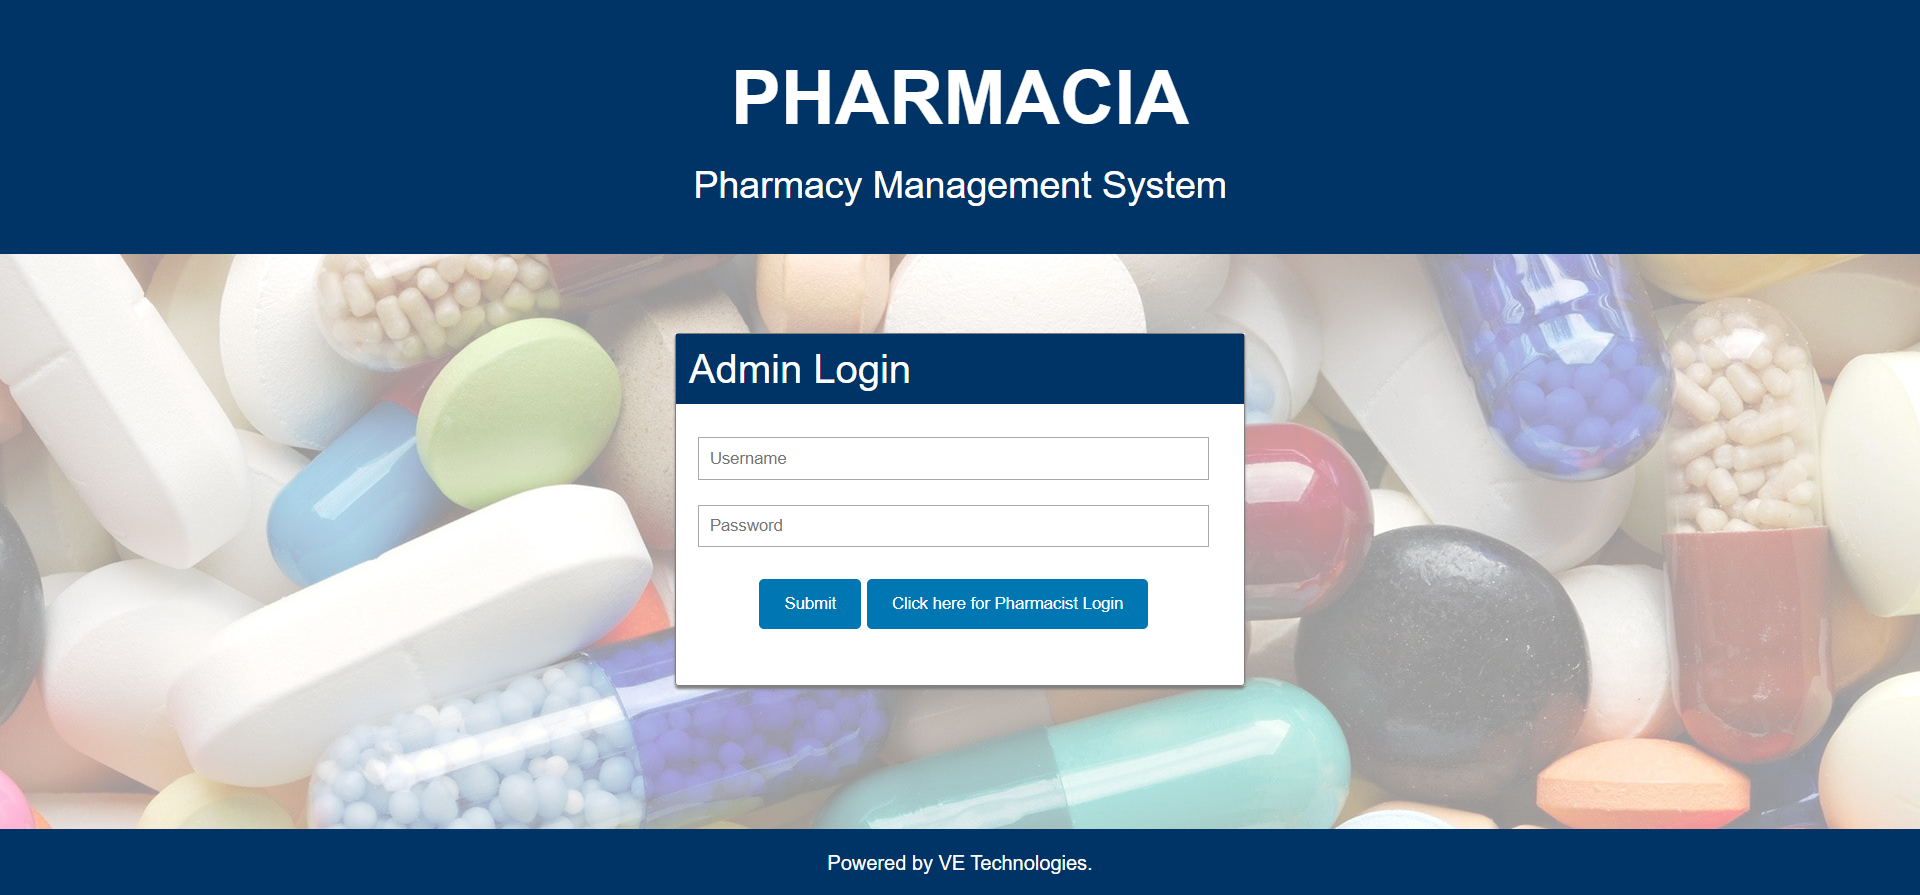 PHARMACIA
Pharmacy Management System
Admin Login
Username
Password
Submit Click here for Pharmacist Login
Powered by VE Technologies.